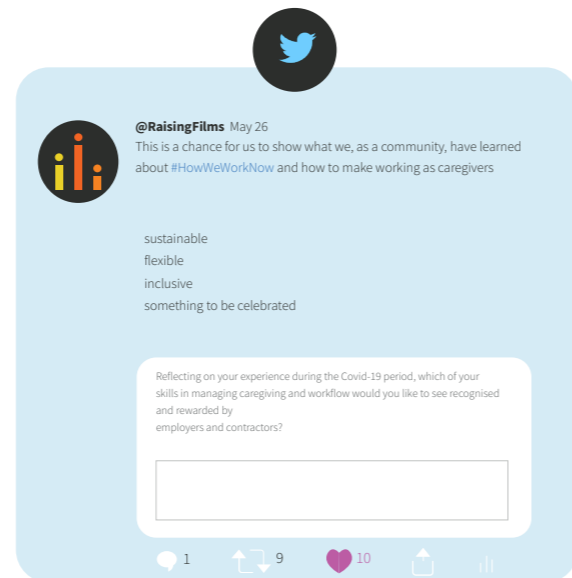 @RaisingFilms May 26
This is a chance for us to show what we, as a community, have learned
about #HowWeWorkNow and how to make working as caregivers
sustainable
flexible
inclusive
something to be celebrated
Reflecting on your experience during the Covid-19 period, which of your
skills in managing caregiving and workflow would you like to see recognised
and rewarded by
employers and contractors?
1 9 10